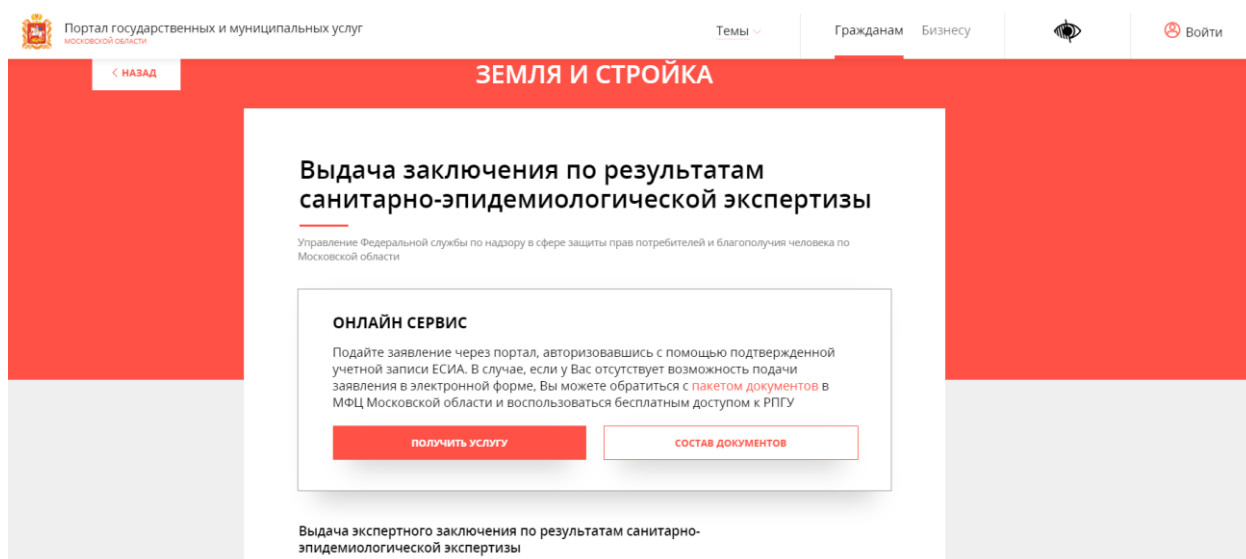 Портал государственных и муниципальных услуг
МОСКОВСКОЙ ОБЛАСТИ
Темы
Гражданам
Бизнесу
Войти
< НАЗАД
ЗЕМЛЯ И СТРОЙКА
Выдача заключения по результатам
санитарно-эпидемиологической экспертизы
Управление Федеральной службы по надзору в сфере защиты прав потребителей и благополучия человека по
Московской области
ОНЛАЙН СЕРВИС
Подайте заявление через портал, авторизовавшись с помощью подтвержденной
учетной записи ЕСИА. В случае, если у Вас отсутствует возможность подачи
заявления в электронной форме, Вы можете обратиться с пакетом документов в
МФЦ Московской области и воспользоваться бесплатным доступом к РПГУ
ПОЛУЧИТЬ УСЛУГУ
СОСТАВ ДОКУМЕНТОВ
Выдача экспертного заключения по результатам санитарно-
эпидемиологической экспертизы